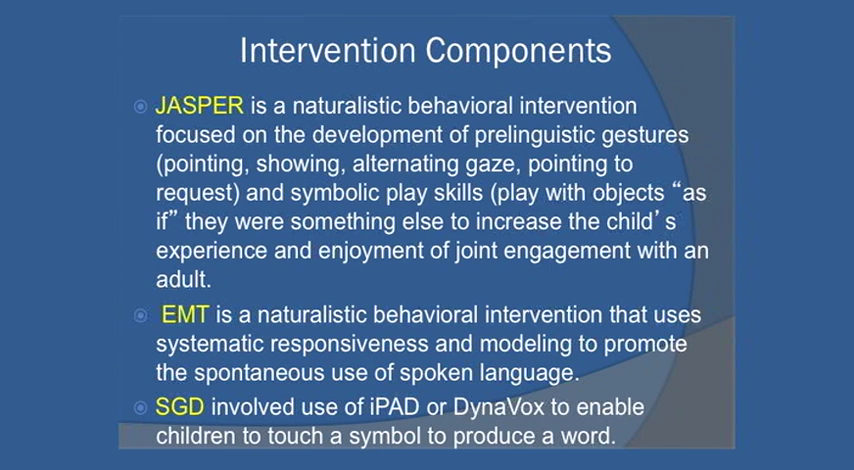 Intervention Components
JASPER is a naturalistic behavioral intervention
focused on the development of prelinguistic gestures
(pointing, showing, alternating gaze, pointing to
request) and symbolic play skills (play with objects “as
if” they were something else to increase the child’s
experience and enjoyment of joint engagement with an
adult.
EMT is a naturalistic behavioral intervention that uses
systematic responsiveness and modeling to promote
the spontaneous use of spoken language.
SGD involved use of iPAD or DynaVox to enable
children to touch a symbol to produce a word.